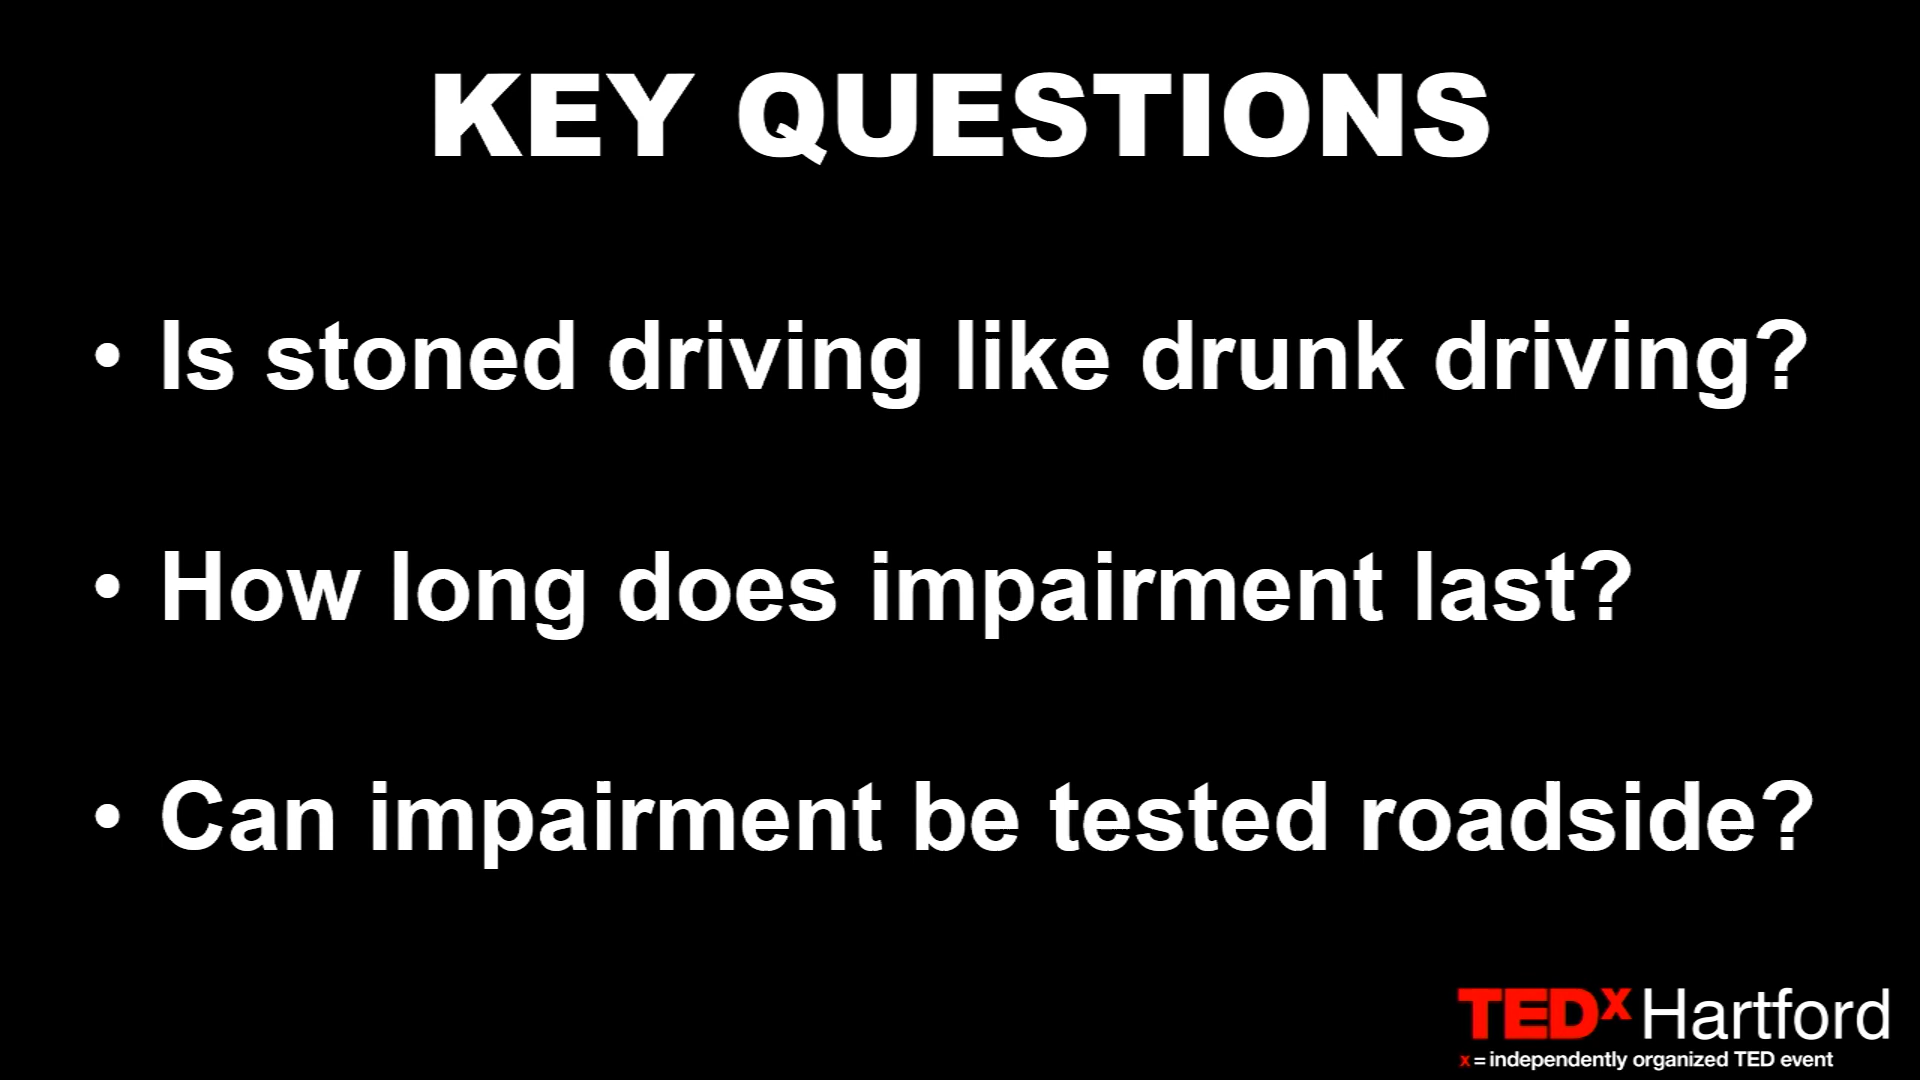 KEY QUESTIONS
• Is stoned driving like drunk driving?
• How long does impairment last?
• Can impairment be tested roadside?
TEDx Hartford
x = independently organized TED event